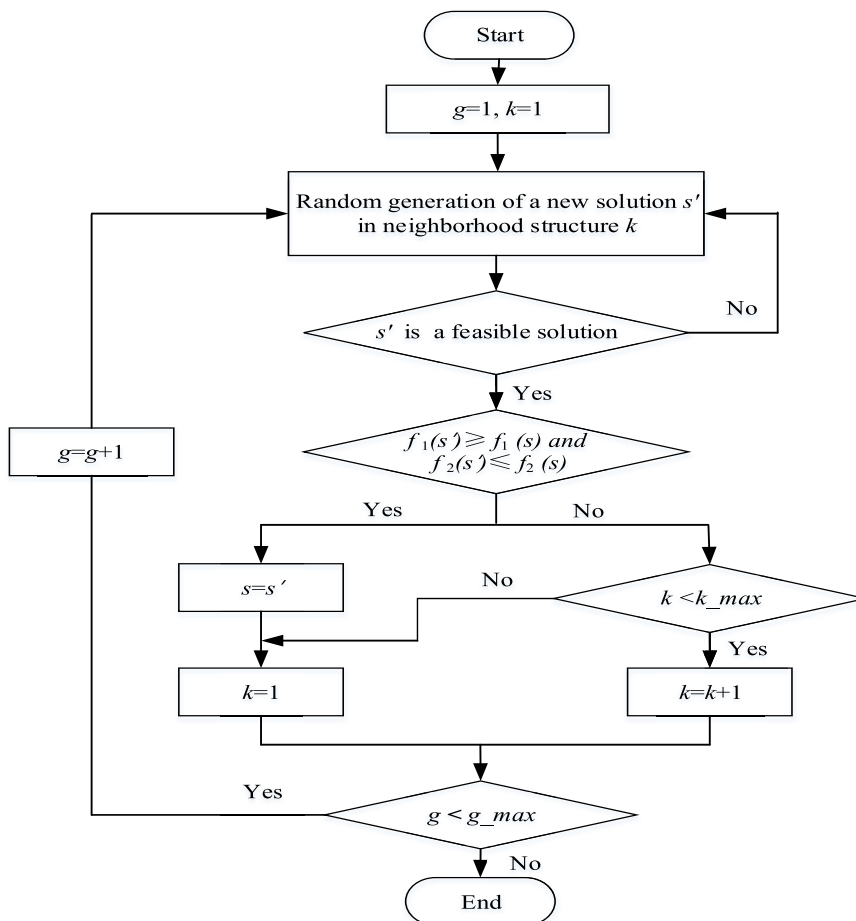 Start
g=1, k=1
Random generation of a new solution s′
in neighborhood structure k
No
s′ is a feasible solution
Yes
f₁(s′)≥f₁(s) and
f₂(s′)≤f₂(s)
g=g+1
Yes
No
s=s′
No
k<k_max
Yes
k=1
k=k+1
Yes
g<g_max
No
End